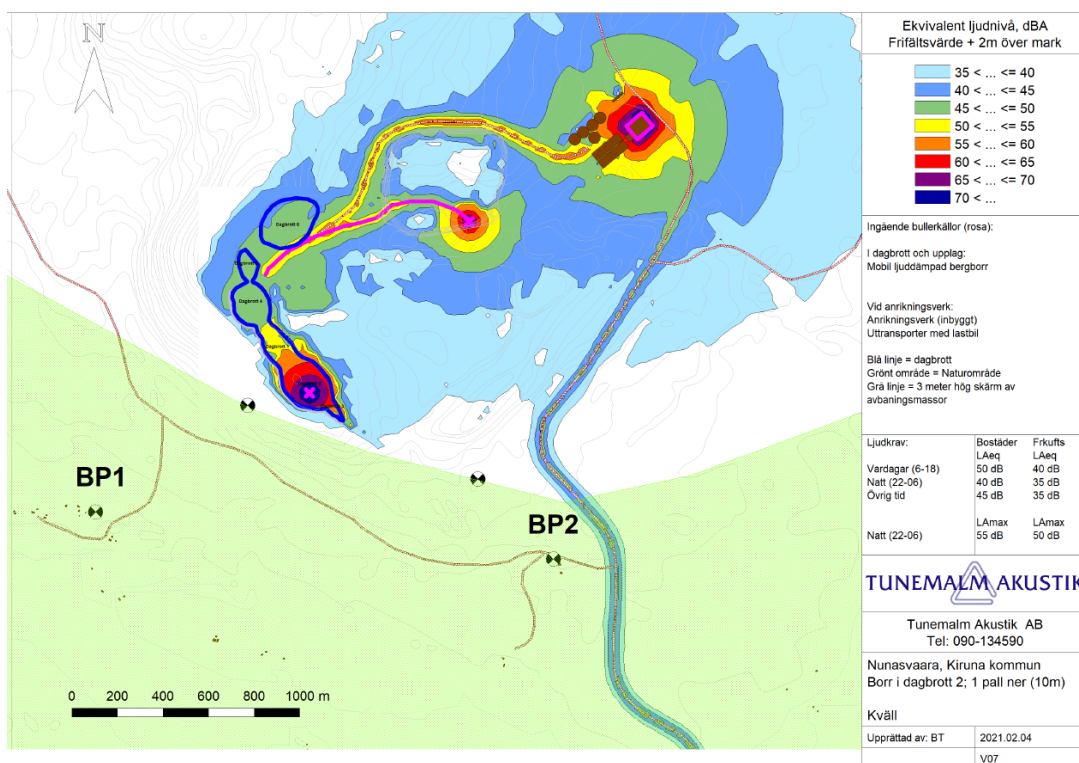 N
Dagbrott 5
Dagbrott 4
BP1
BP2
0 200 400 600 800 1000 m
Ekvivalent ljudnivå, dBA
Frifältsvärde + 2m över mark
35 < ... <= 40
40 < ... <= 45
45 < ... <= 50
50 < ... <= 55
55 < ... <= 60
60 < ... <= 65
65 < ... <= 70
70 < ...
Ingående bullerkällor (rosa):
I dagbrott och upplag:
Mobil ljuddämpad bergborr
Vid anrikningsverk:
Anrikningsverk (inbyggt)
Uttransporter med lastbil
Blå linje = dagbrott
Grönt område = Naturområde
Grå linje = 3 meter hög skärm av
avbaningsmassor
Ljudkrav: Bostäder Frkufts
LAeq LAeq
Vardagar (6-18) 50 dB 40 dB
Natt (22-06) 40 dB 35 dB
Övrig tid 45 dB 35 dB
LAmax LAmax
Natt (22-06) 55 dB 50 dB
TUNEMALM AKUSTIK
Tunemalm Akustik AB
Tel: 090-134590
Nunasvaara, Kiruna kommun
Borr i dagbrott 2; 1 pall ner (10m)
Kväll
Upprättad av: BT 2021.02.04
V07